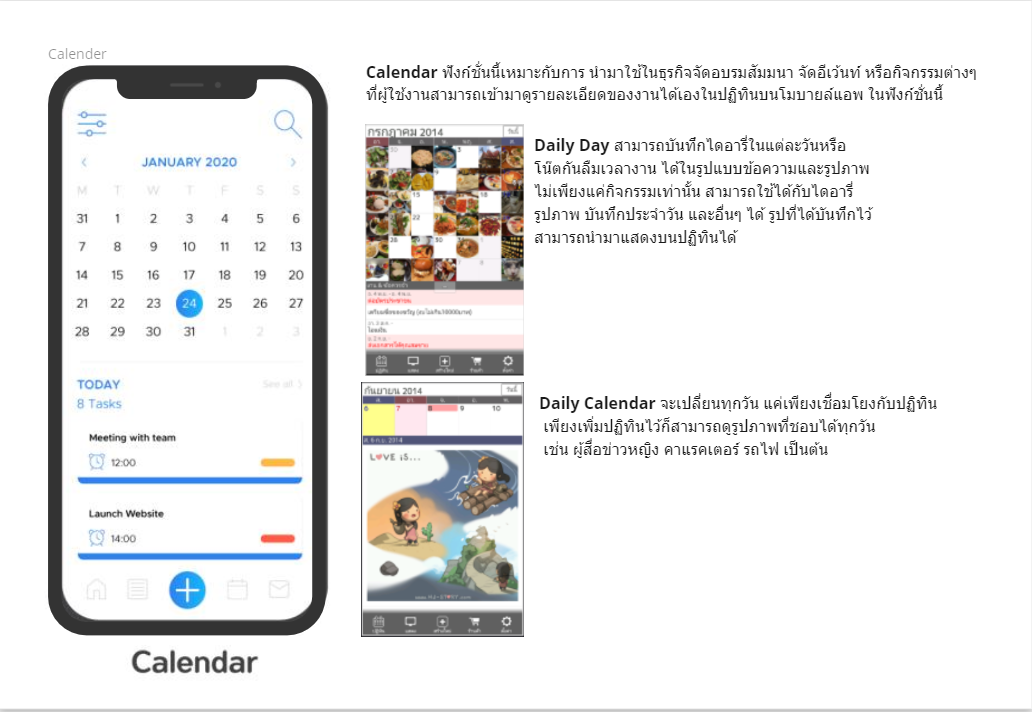 Calender
Calendar ฟังก์ชั่นนี้เหมาะกับการ นำมาใช้ในธุรกิจจัดอบรมสัมมนา จัดอีเว้นท์ หรือกิจกรรมต่างๆ
ที่ผู้ใช้งานสามารถเข้ามาดูรายละเอียดของงานได้เองในปฏิทินบนโมบายล์แอพ ในฟังก์ชั่นนี้
JANUARY 2020
M T W T F S S
31 1 2 3 4 5 6
7 8 9 10 11 12 13
14 15 16 17 18 19 20
21 22 23 24 25 26 27
28 29 30 31 1 2 3
TODAY
See all
8 Tasks
Meeting with team
12:00
Launch Website
14:00
Calendar
กรกฎาคม 2014
วันนี้
Daily Day สามารถบันทึกไดอารี่ในแต่ละวันหรือ
โน๊ตกันลืมเวลางาน ได้ในรูปแบบข้อความและรูปภาพ
ไม่เพียงแค่กิจกรรมเท่านั้น สามารถใช้ได้กับไดอารี่
รูปภาพ บันทึกประจำวัน และอื่นๆ ได้ รูปที่ได้บันทึกไว้
สามารถนำมาแสดงบนปฏิทินได้
กันยายน 2014
วันนี้
6 7 8 9 10
LOVE IS...
Daily Calendar จะเปลี่ยนทุกวัน แค่เพียงเชื่อมโยงกับปฏิทิน
เพียงเพิ่มปฏิทินไว้ก็สามารถดูรูปภาพที่ชอบได้ทุกวัน
เช่น ผู้สื่อข่าวหญิง คาแรคเตอร์ รถไฟ เป็นต้น